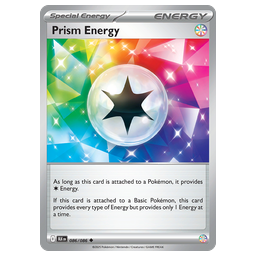 Special Energy ENERGY
Prism Energy
As long as this card is attached to a Pokémon, it provides
Energy.
If this card is attached to a Basic Pokémon, this card
provides every type of Energy but provides only 1 Energy at
a time.
086/086